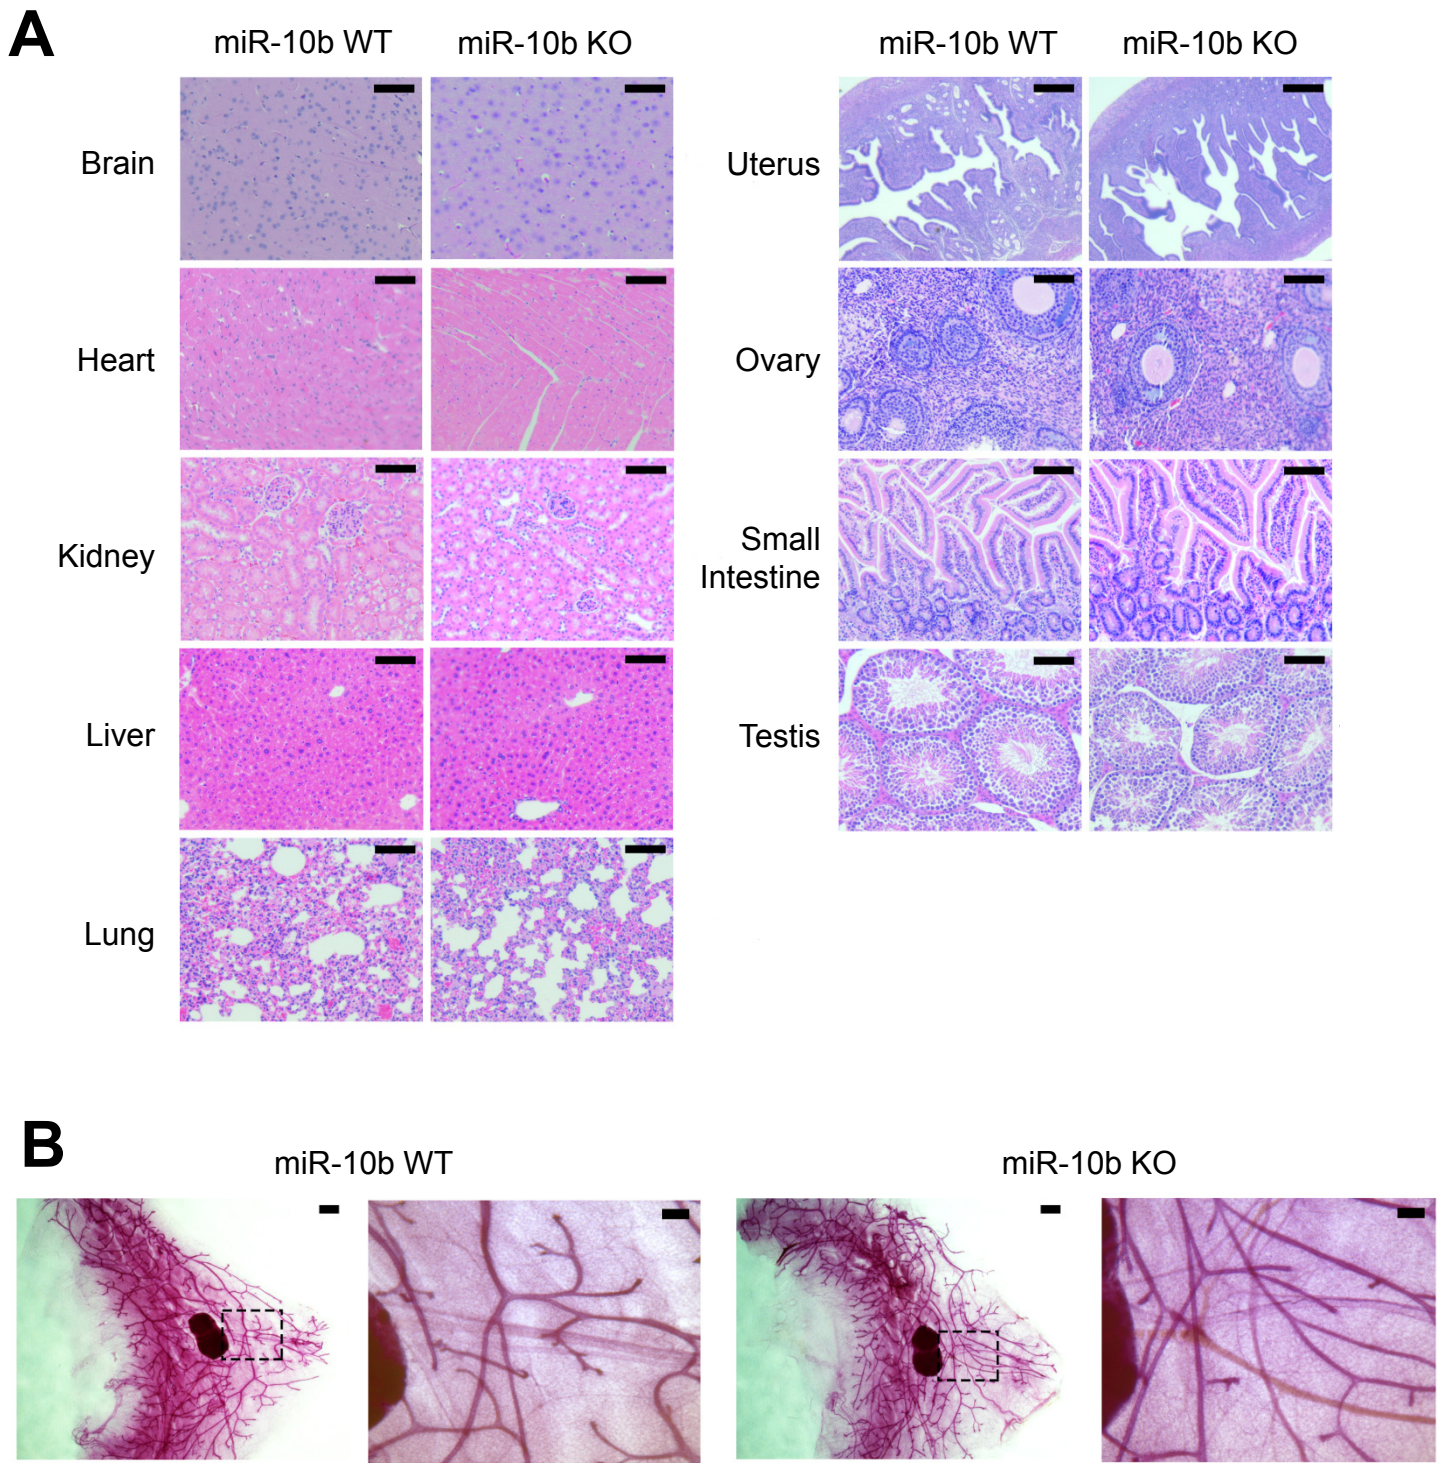 A
miR-10b WT
miR-10b KO
miR-10b WT
miR-10b KO
Brain
Heart
Kidney
Liver
Lung
Uterus
Ovary
Small
Intestine
Testis
B
miR-10b WT
miR-10b KO